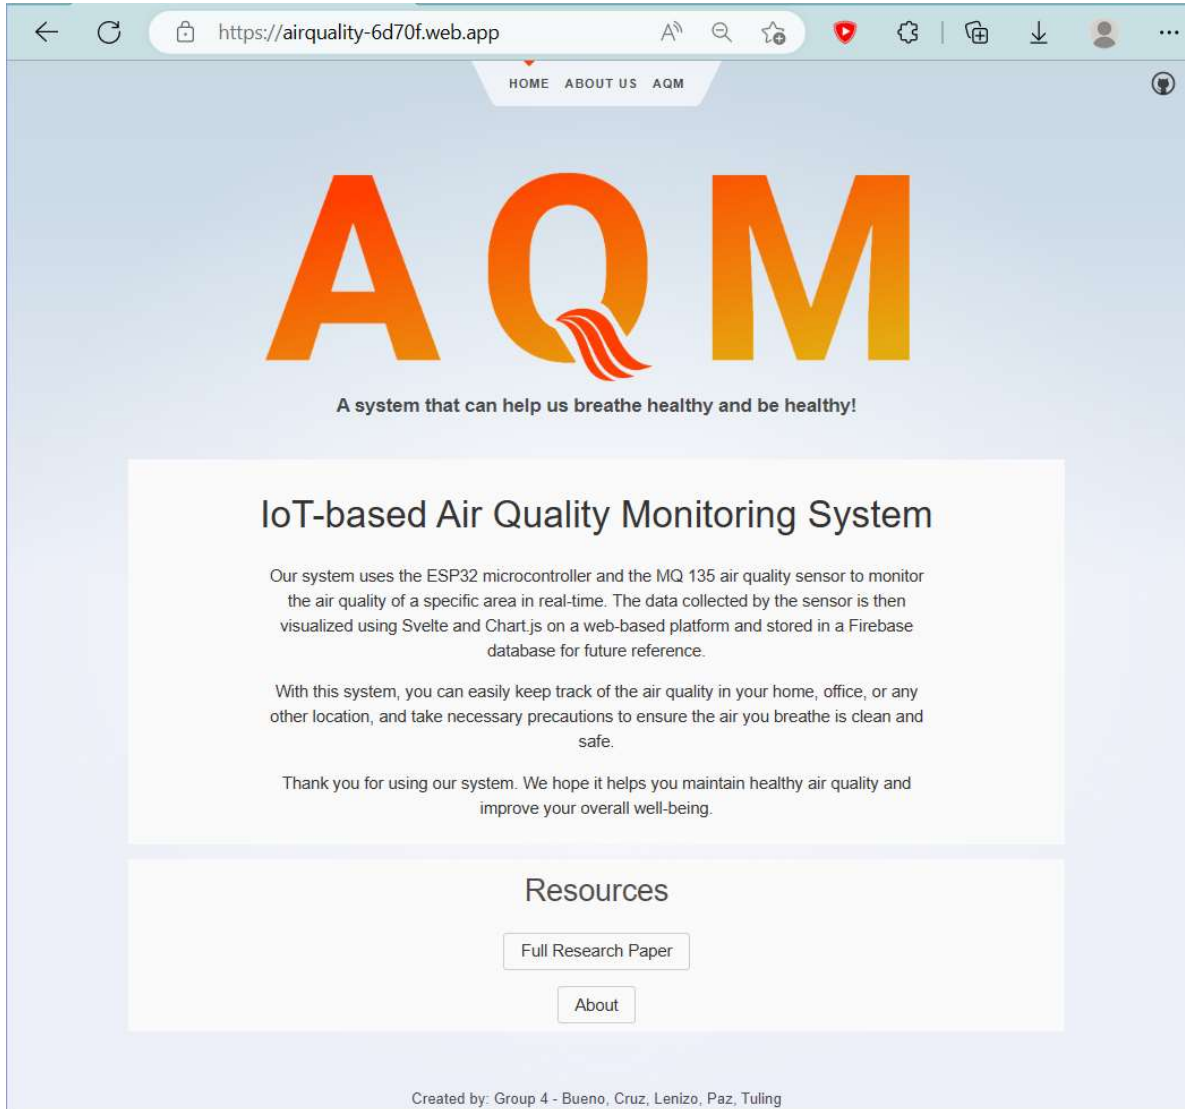 https://airquality-6d70f.web.app
HOME ABOUT US AQM
AQM
A system that can help us breathe healthy and be healthy!
IoT-based Air Quality Monitoring System
Our system uses the ESP32 microcontroller and the MQ 135 air quality sensor to monitor
the air quality of a specific area in real-time. The data collected by the sensor is then
visualized using Svelte and Chart.js on a web-based platform and stored in a Firebase
database for future reference.
With this system, you can easily keep track of the air quality in your home, office, or any
other location, and take necessary precautions to ensure the air you breathe is clean and
safe.
Thank you for using our system. We hope it helps you maintain healthy air quality and
improve your overall well-being.
Resources
Full Research Paper
About
Created by: Group 4 - Bueno, Cruz, Lenizo, Paz, Tuling